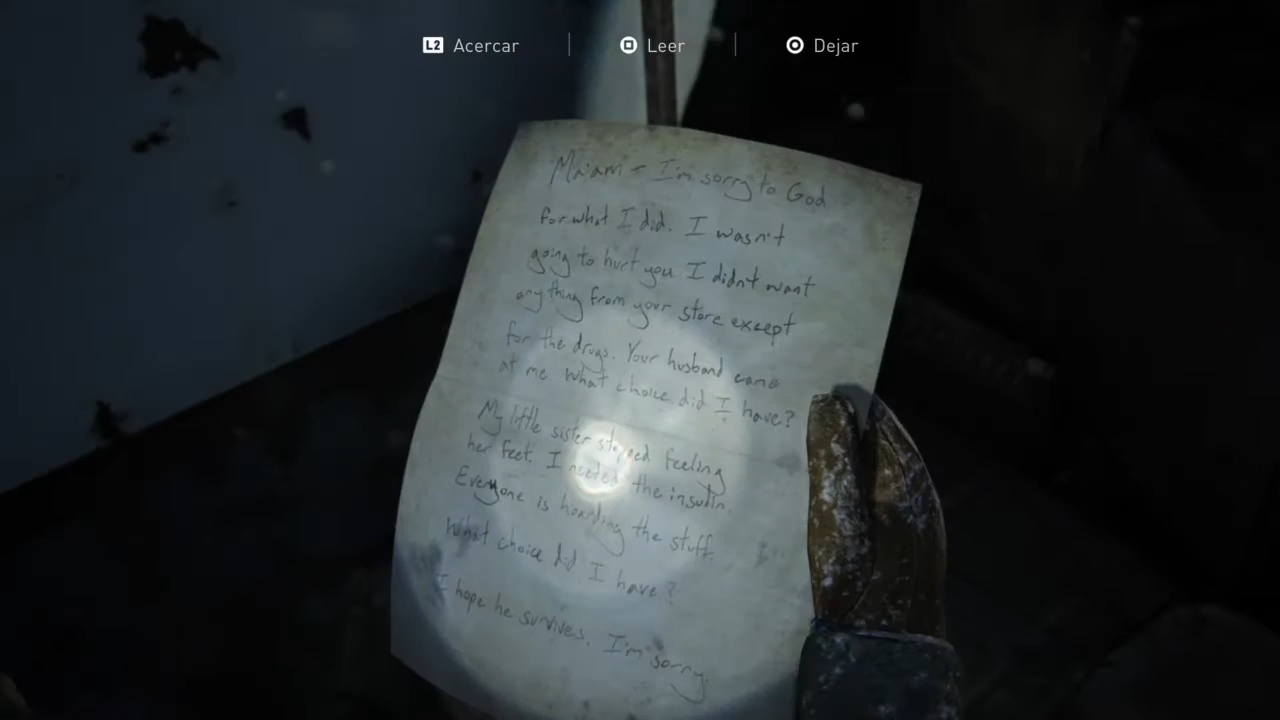 L2 Acercar
Leer
Dejar
Ma'am - I'm sorry to God
for what I did. I wasn't
going to hurt you I didn't want
anything from your store except
for the drugs. Your husband came
at me What choice did I have?
My little sister stopped feeling
her feet. I needed the insulin.
Everyone is hoarding the stuff.
What choice did I have?
I hope he survives. I'm sorry.